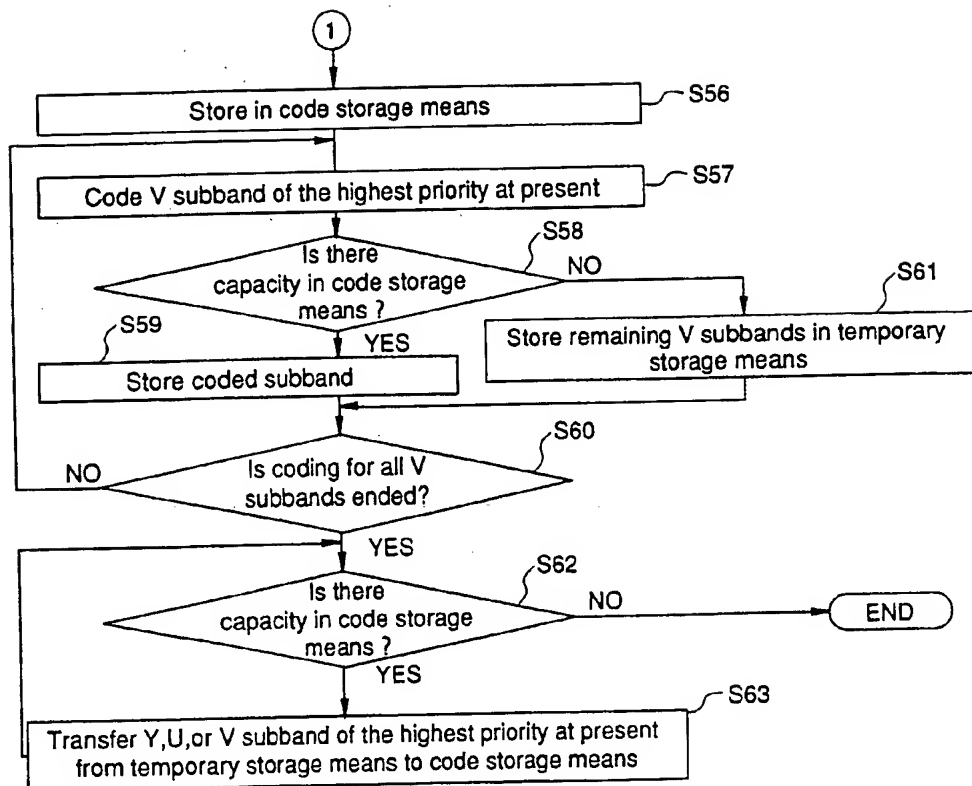 1
Store in code storage means
S56
Code V subband of the highest priority at present
S57
Is there
capacity in code storage
means ?
S58
NO
YES
S61
Store remaining V subbands in temporary
storage means
S59
Store coded subband
S60
Is coding for all V
subbands ended?
NO
YES
S62
Is there
capacity in code storage
means ?
NO
END
YES
S63
Transfer Y,U,or V subband of the highest priority at present
from temporary storage means to code storage means